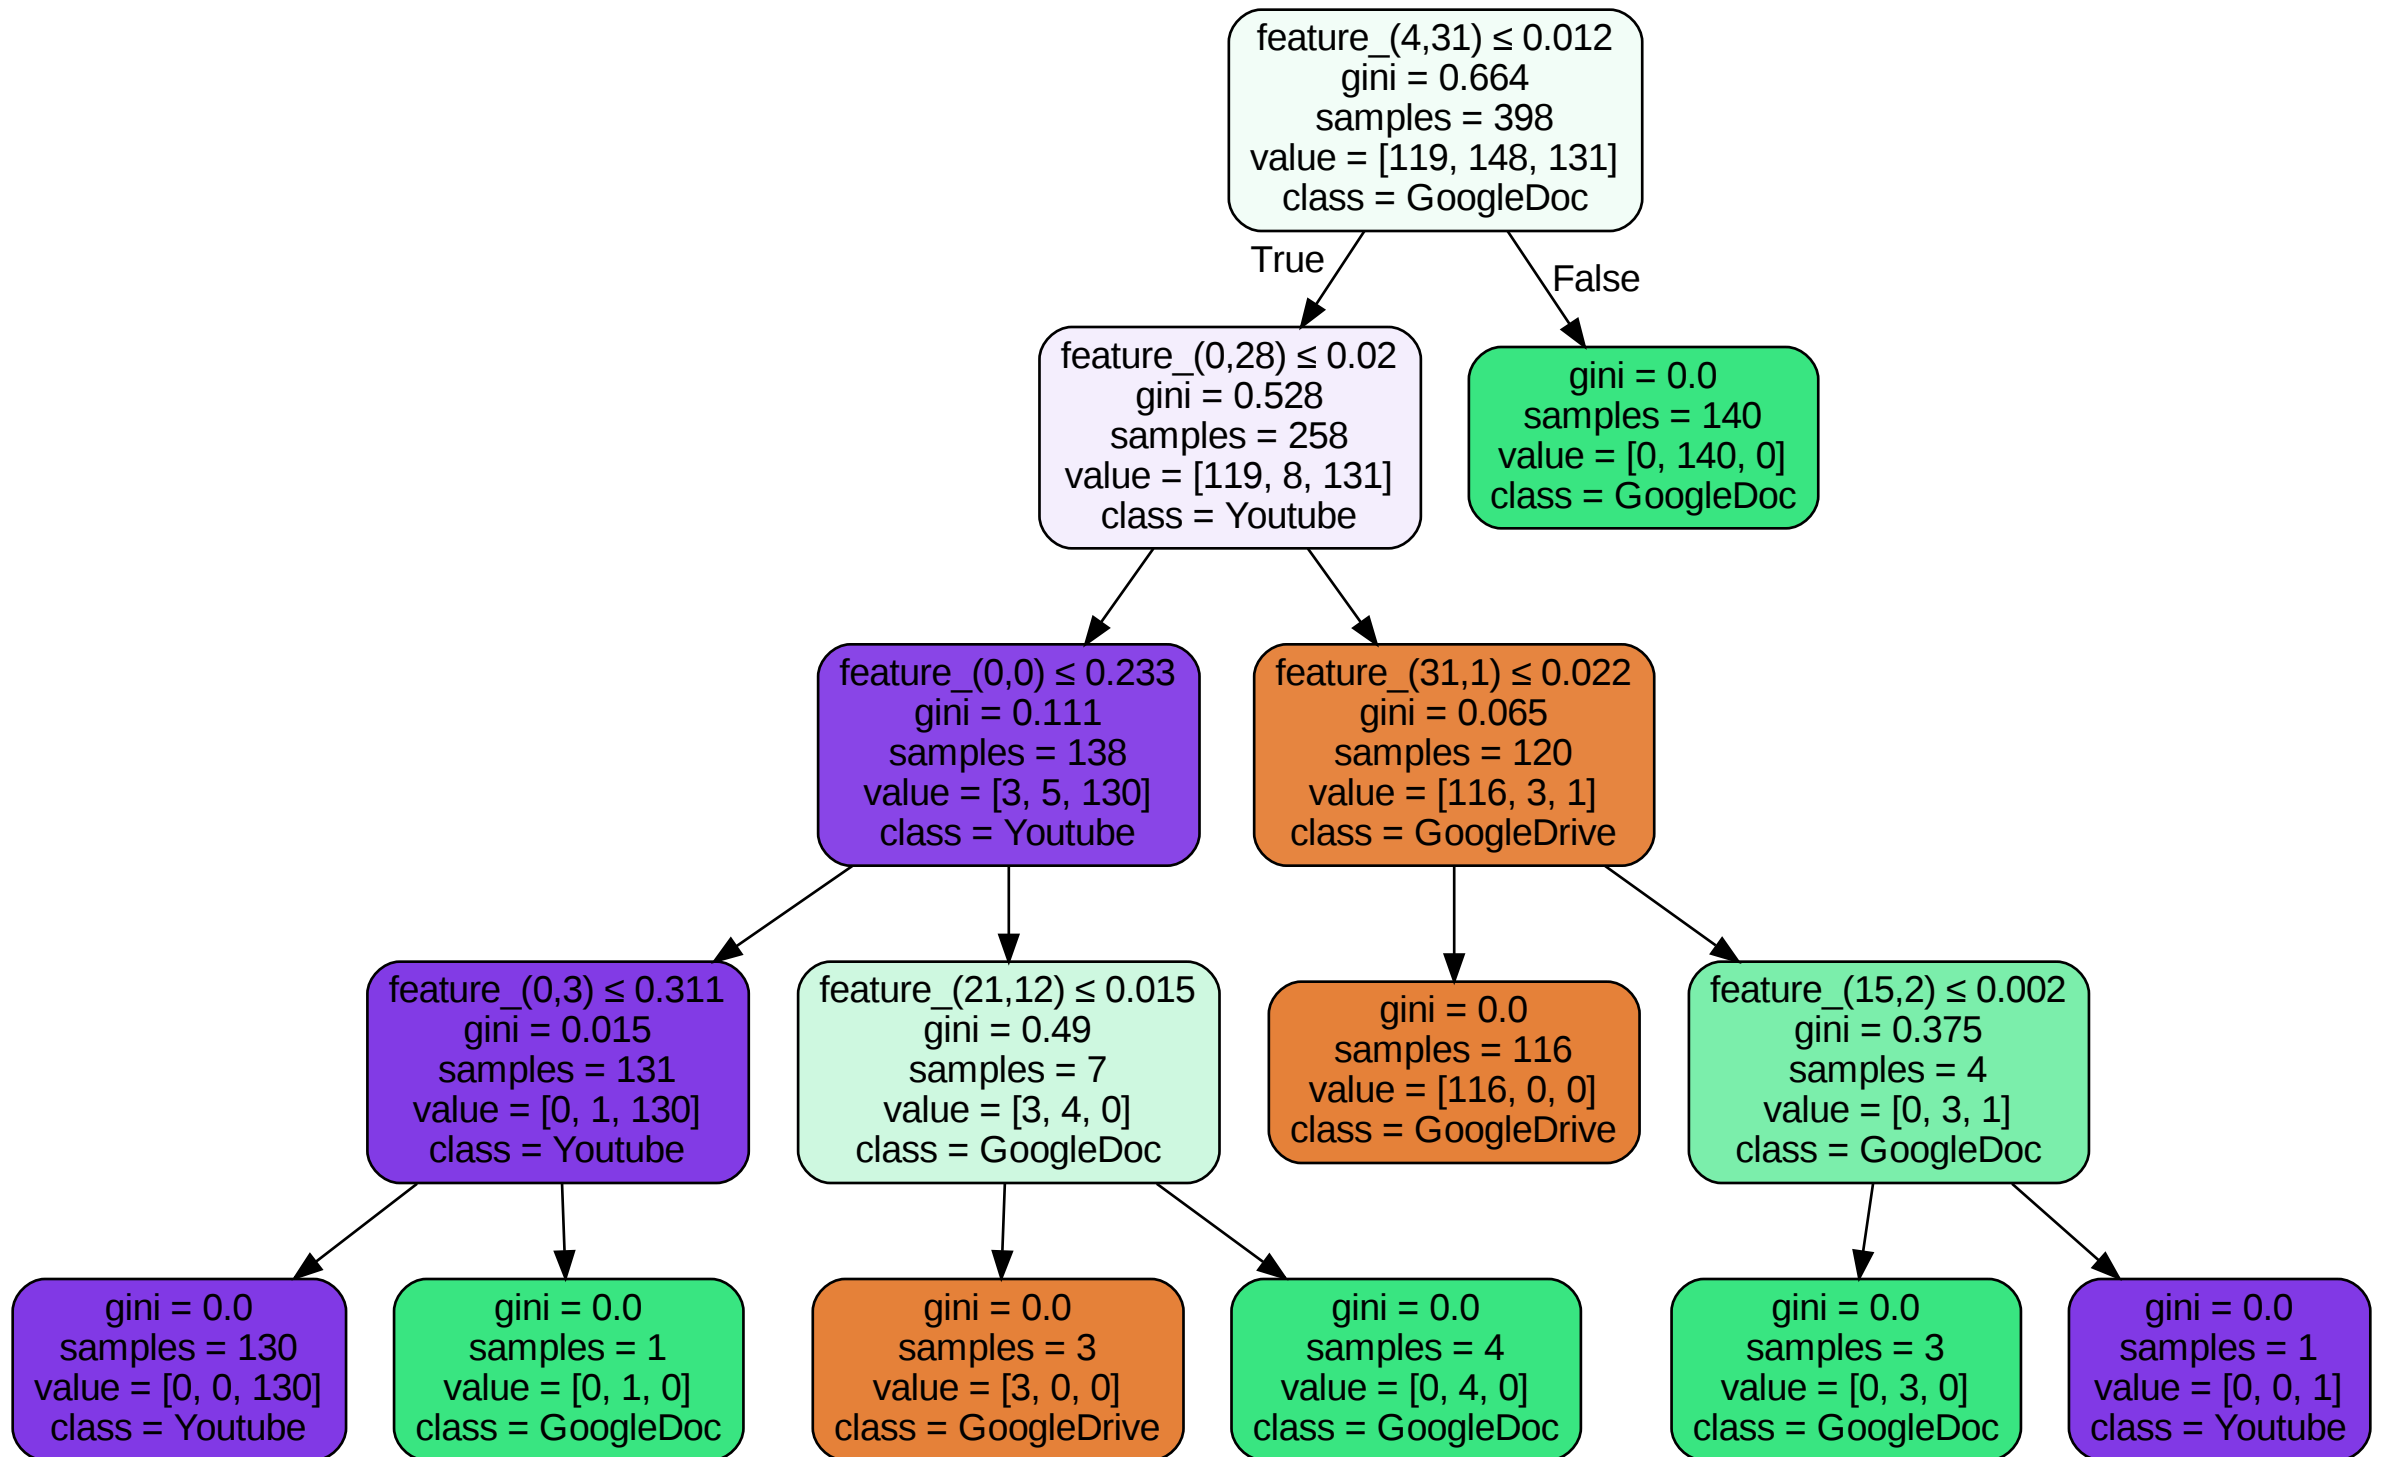 feature_(4,31) ≤ 0.012
gini = 0.664
samples = 398
value = [119, 148, 131]
class = GoogleDoc
True
False
feature_(0,28) ≤ 0.02
gini = 0.528
samples = 258
value = [119, 8, 131]
class = Youtube
gini = 0.0
samples = 140
value = [0, 140, 0]
class = GoogleDoc
feature_(0,0) ≤ 0.233
gini = 0.111
samples = 138
value = [3, 5, 130]
class = Youtube
feature_(31,1) ≤ 0.022
gini = 0.065
samples = 120
value = [116, 3, 1]
class = GoogleDrive
feature_(0,3) ≤ 0.311
gini = 0.015
samples = 131
value = [0, 1, 130]
class = Youtube
feature_(21,12) ≤ 0.015
gini = 0.49
samples = 7
value = [3, 4, 0]
class = GoogleDoc
gini = 0.0
samples = 116
value = [116, 0, 0]
class = GoogleDrive
feature_(15,2) ≤ 0.002
gini = 0.375
samples = 4
value = [0, 3, 1]
class = GoogleDoc
gini = 0.0
samples = 130
value = [0, 0, 130]
class = Youtube
gini = 0.0
samples = 1
value = [0, 1, 0]
class = GoogleDoc
gini = 0.0
samples = 3
value = [3, 0, 0]
class = GoogleDrive
gini = 0.0
samples = 4
value = [0, 4, 0]
class = GoogleDoc
gini = 0.0
samples = 3
value = [0, 3, 0]
class = GoogleDoc
gini = 0.0
samples = 1
value = [0, 0, 1]
class = Youtube